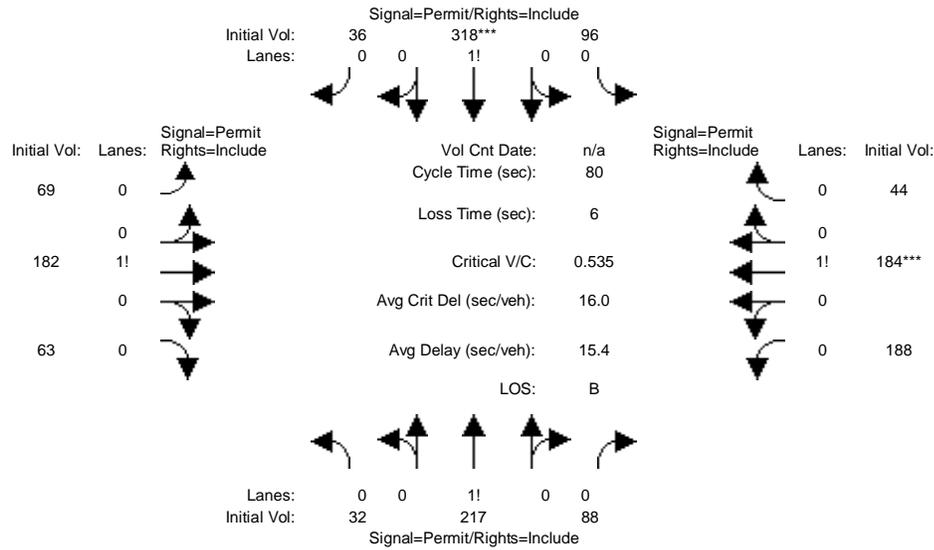 Signal=Permit/Rights=Include
Initial Vol: 36 318*** 96
Lanes: 0 0 1! 0 0
Signal=Permit
Initial Vol: Lanes: Rights=Include
Vol Cnt Date: n/a
Signal=Permit
Rights=Include Lanes: Initial Vol:
Cycle Time (sec): 80
69 0
0 44
Loss Time (sec): 6
0
0
182 1!
Critical V/C: 0.535
1! 184***
0
Avg Crit Del (sec/veh): 16.0
0
63 0
Avg Delay (sec/veh): 15.4
0 188
LOS: B
Lanes: 0 0 1! 0 0
Initial Vol: 32 217 88
Signal=Permit/Rights=Include